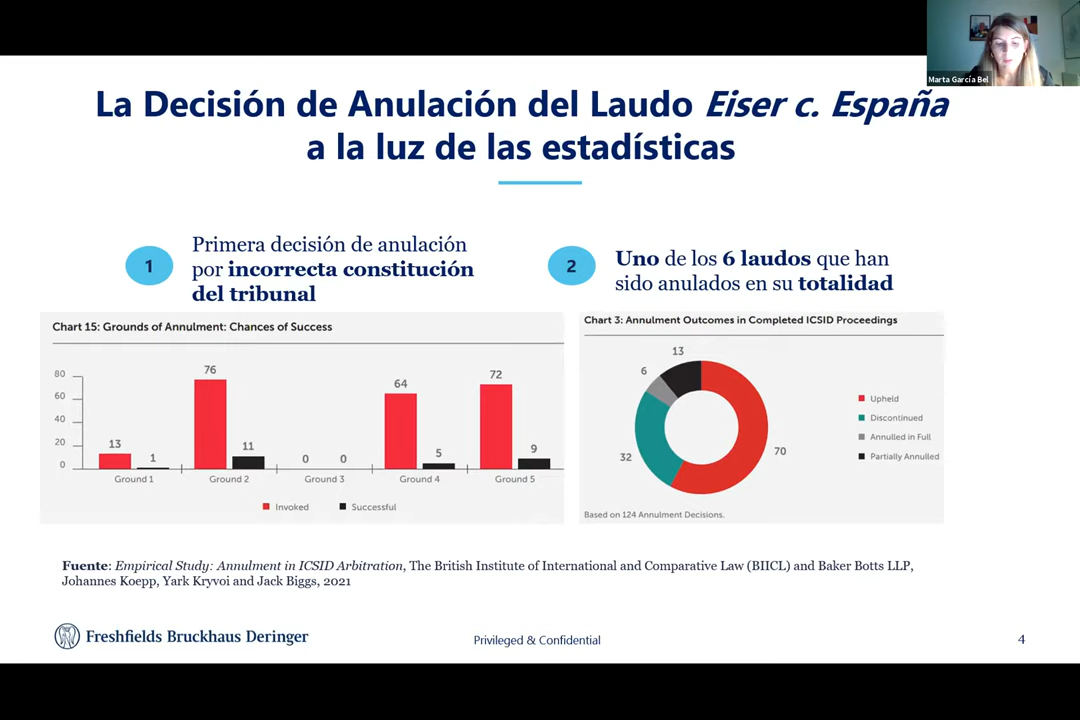 Marta García Bel
La Decisión de Anulación del Laudo Eiser c. España
a la luz de las estadísticas
1
Primera decisión de anulación
por incorrecta constitución
del tribunal
2
Uno de los 6 laudos que han
sido anulados en su totalidad
Chart 15: Grounds of Annulment: Chances of Success
80
60
40
20
0
13
1
76
11
0
0
64
5
72
9
Ground 1
Ground 2
Ground 3
Ground 4
Ground 5
Invoked
Successful
Chart 3: Annulment Outcomes in Completed ICSID Proceedings
13
6
32
70
Upheld
Discontinued
Annulled in Full
Partially Annulled
Based on 124 Annulment Decisions.
Fuente: Empirical Study: Annulment in ICSID Arbitration, The British Institute of International and Comparative Law (BIICL) and Baker Botts LLP,
Johannes Koepp, Yark Kryvoi and Jack Biggs, 2021
Freshfields Bruckhaus Deringer
Privileged & Confidential
4